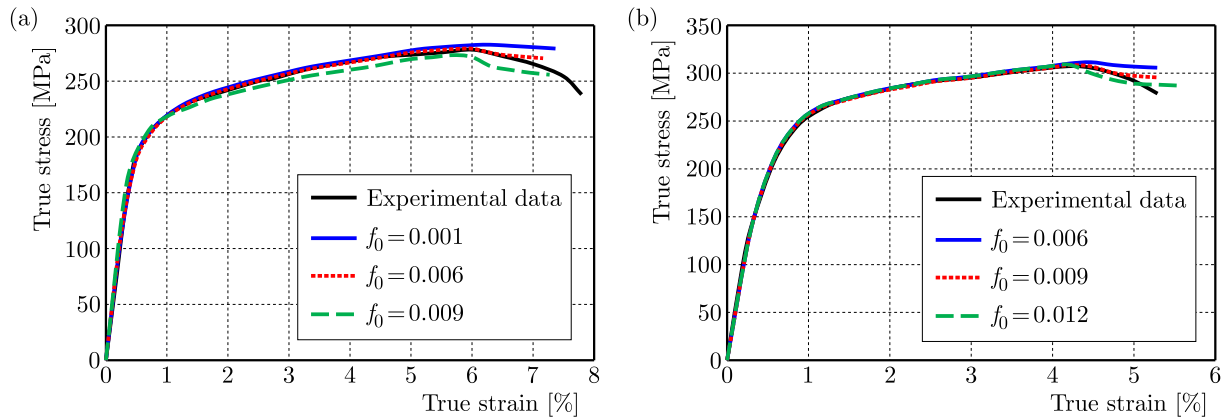 (a)
True stress [MPa]
300
250
200
150
100
50
0
0 1 2 3 4 5 6 7 8
True strain [%]
Experimental data
f0=0.001
f0=0.006
f0=0.009
(b)
True stress [MPa]
350
300
250
200
150
100
50
0
0 1 2 3 4 5 6
True strain [%]
Experimental data
f0=0.006
f0=0.009
f0=0.012